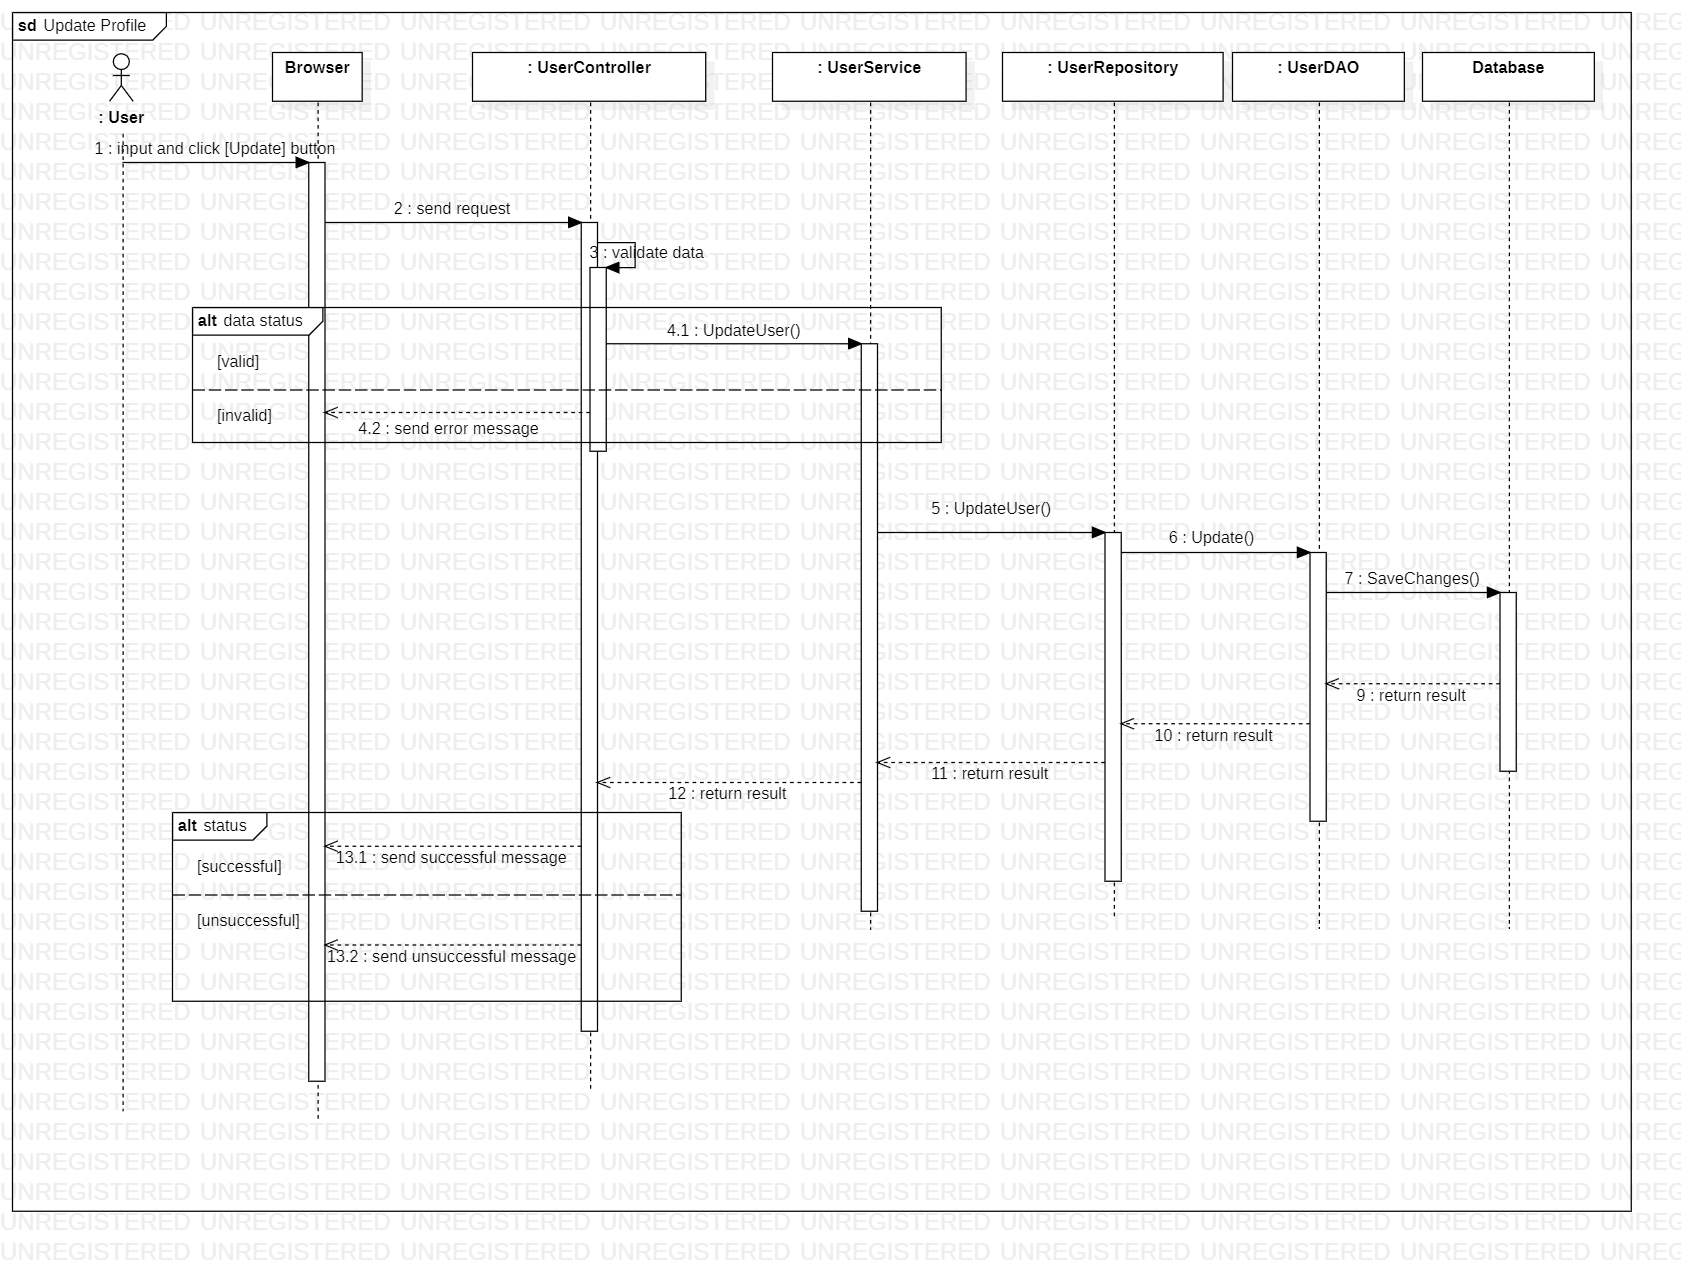 sd Update Profile
: User
Browser
: UserController
: UserService
: UserRepository
: UserDAO
Database
1 : input and click [Update] button
2 : send request
3 : validate data
alt data status
4.1 : UpdateUser()
[valid]
[invalid]
4.2 : send error message
5 : UpdateUser()
6 : Update()
7 : SaveChanges()
9 : return result
10 : return result
11 : return result
12 : return result
alt status
13.1 : send successful message
[successful]
[unsuccessful]
13.2 : send unsuccessful message
UNREGISTERED